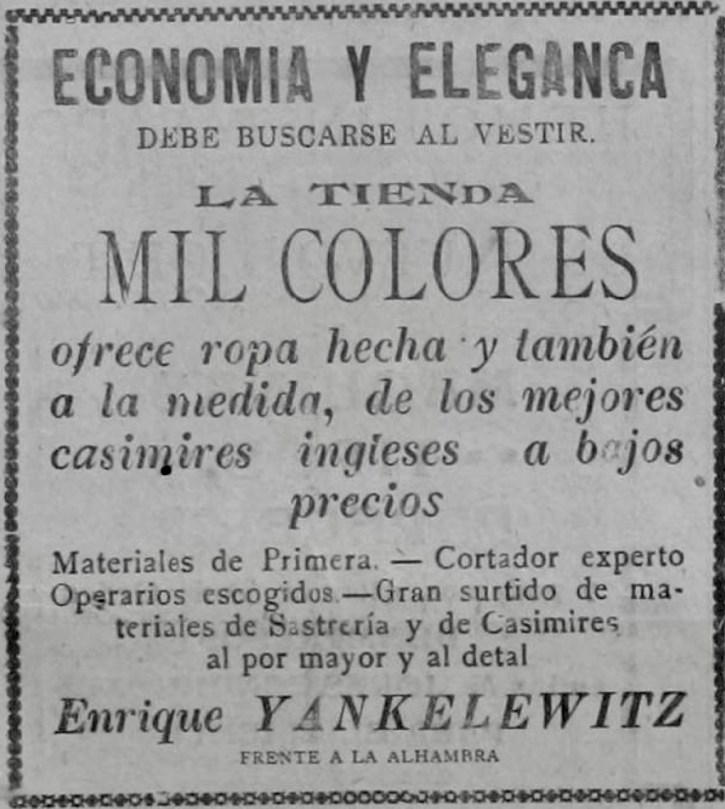 ECONOMIA Y ELEGANCA
DEBE BUSCARSE AL VESTIR.
LA TIENDA
MIL COLORES
ofrece ropa hecha y también
a la medida, de los mejores
casimires ingleses a bajos
precios
Materiales de Primera. — Cortador experto
Operarios escogidos.—Gran surtido de ma-
teriales de Sastrería y de Casimires
al por mayor y al detal
Enrique YANKELEWITZ
FRENTE A LA ALHAMBRA